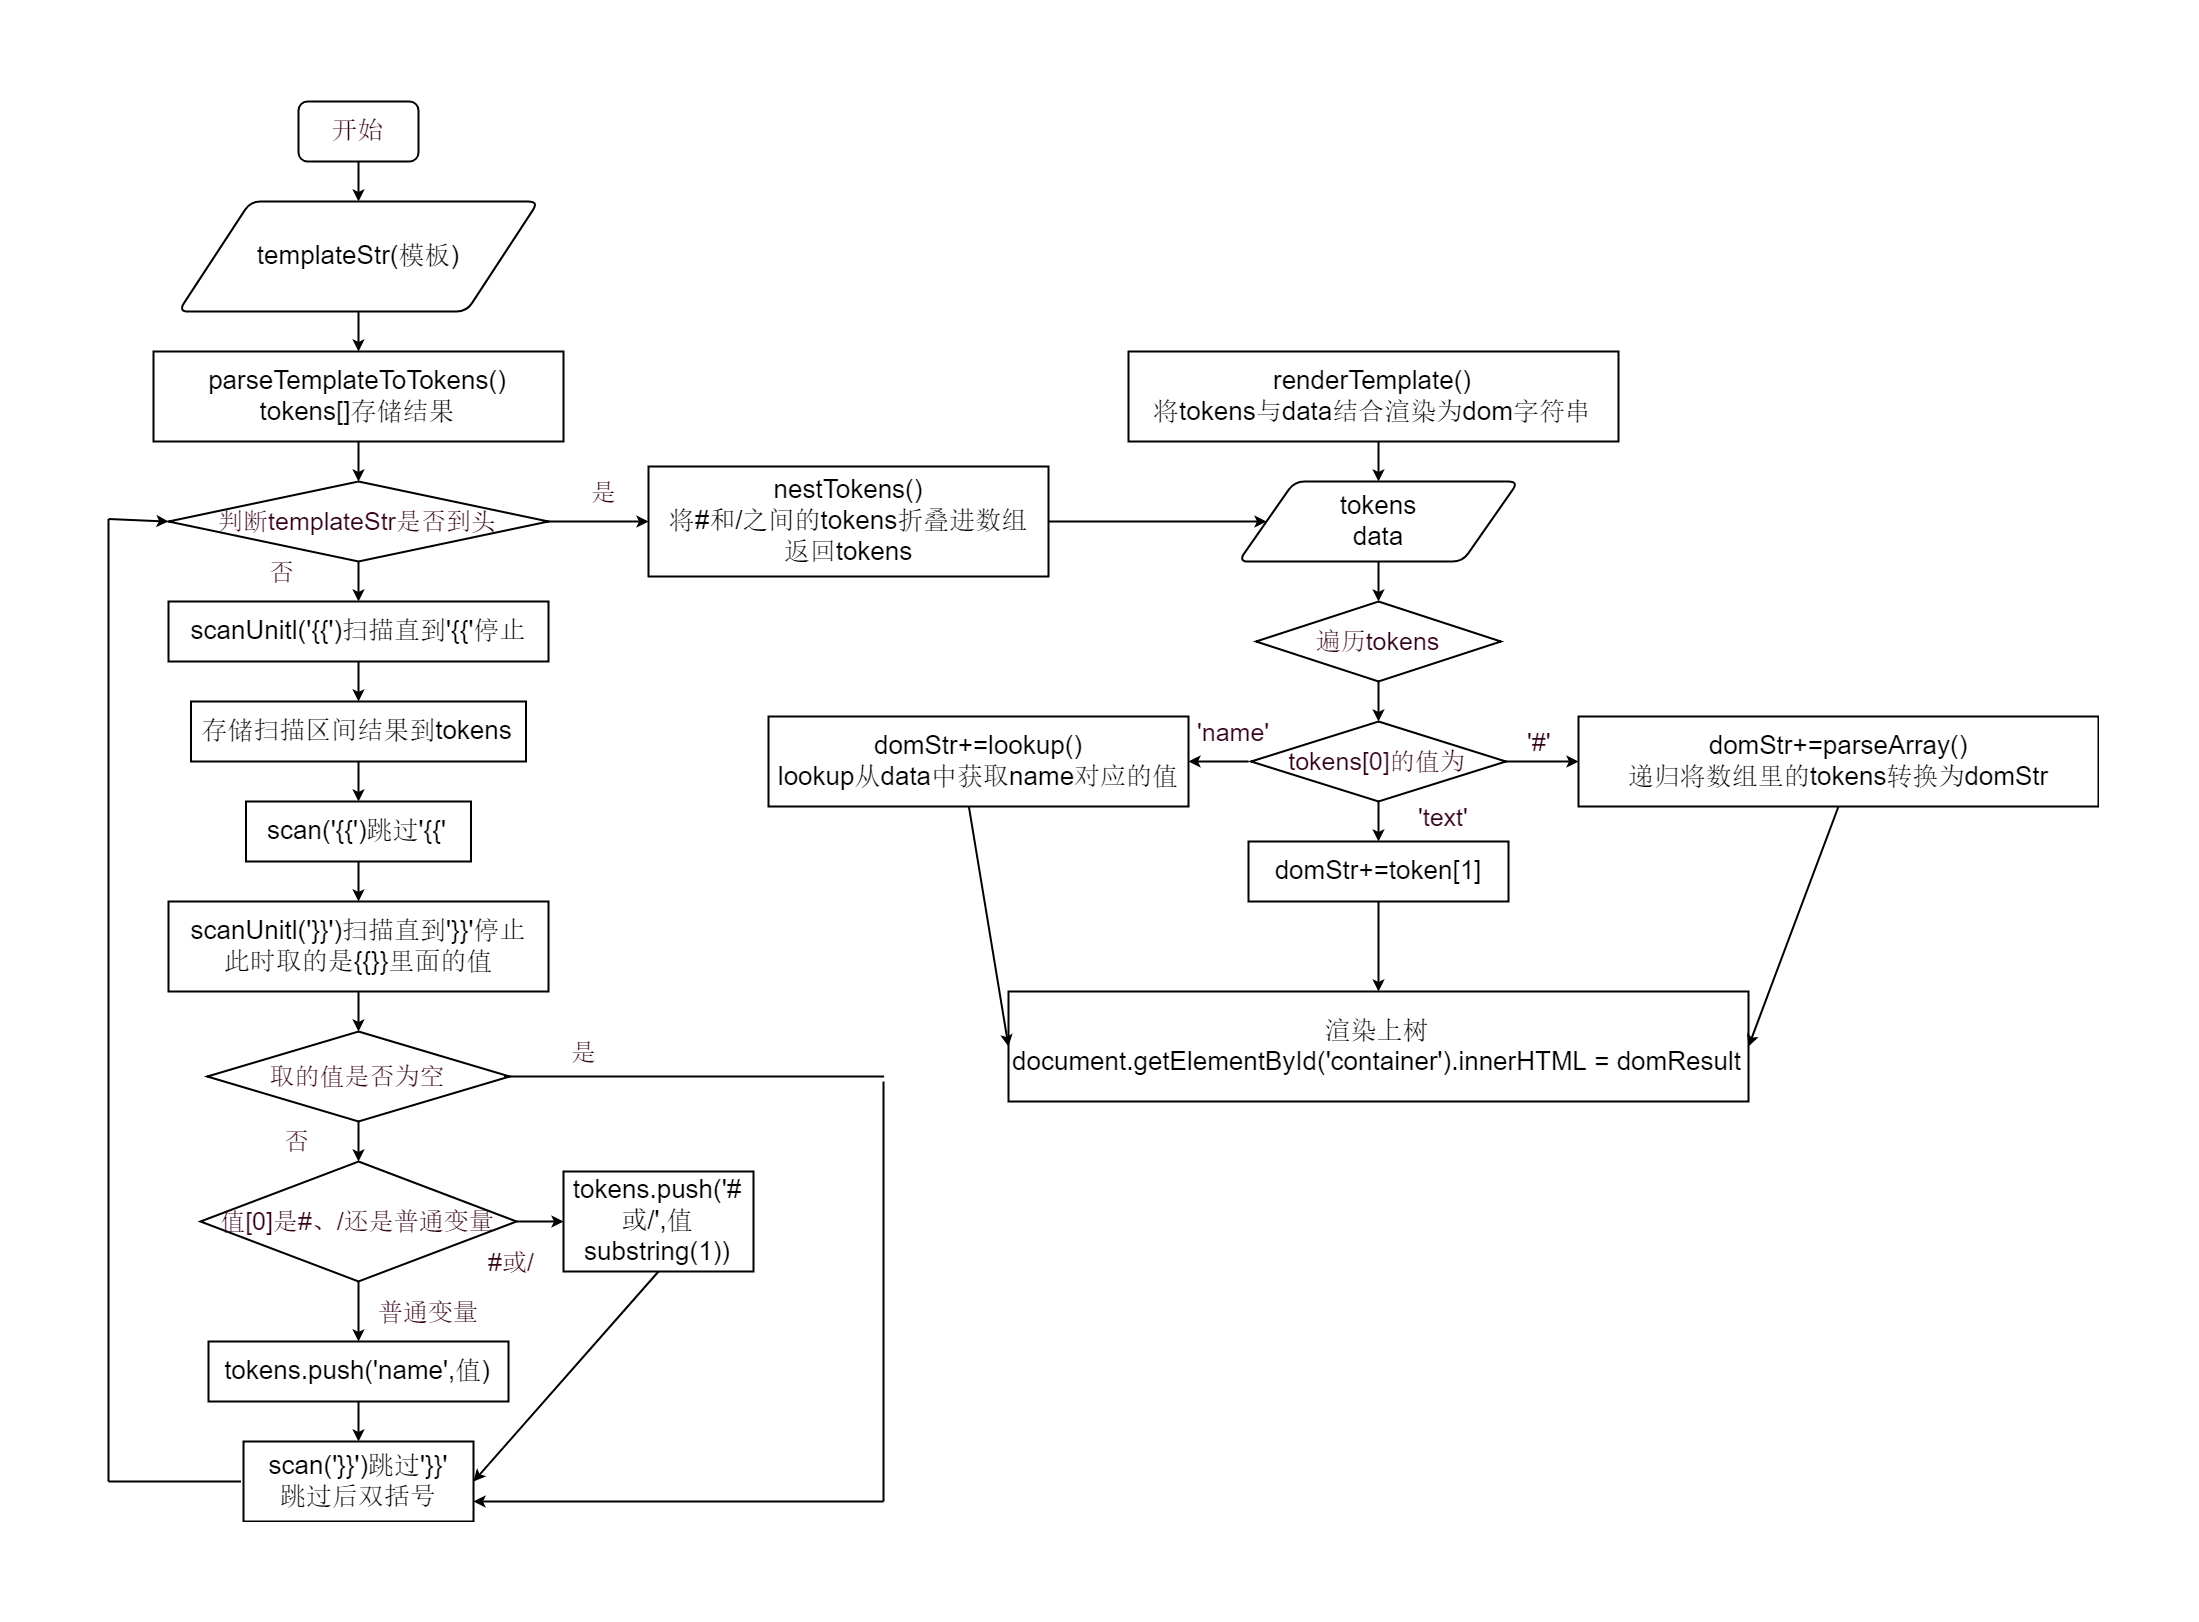 开始
templateStr(模板)
parseTemplateToTokens()
tokens[]存储结果
判断templateStr是否到头
是
否
nestTokens()
将#和/之间的tokens折叠进数组
返回tokens
scanUnitl('{{')扫描直到'{{'停止
存储扫描区间结果到tokens
scan('{{')跳过'{{'
scanUnitl('}}')扫描直到'}}'停止
此时取的是{{}}里面的值
取的值是否为空
是
否
值[0]是#、/还是普通变量
#或/
tokens.push('#
或/',值
substring(1))
普通变量
tokens.push('name',值)
scan('}}')跳过'}}'
跳过后双括号
renderTemplate()
将tokens与data结合渲染为dom字符串
tokens
data
遍历tokens
tokens[0]的值为
'name'
domStr+=lookup()
lookup从data中获取name对应的值
'#'
domStr+=parseArray()
递归将数组里的tokens转换为domStr
'text'
domStr+=token[1]
渲染上树
document.getElementById('container').innerHTML = domResult